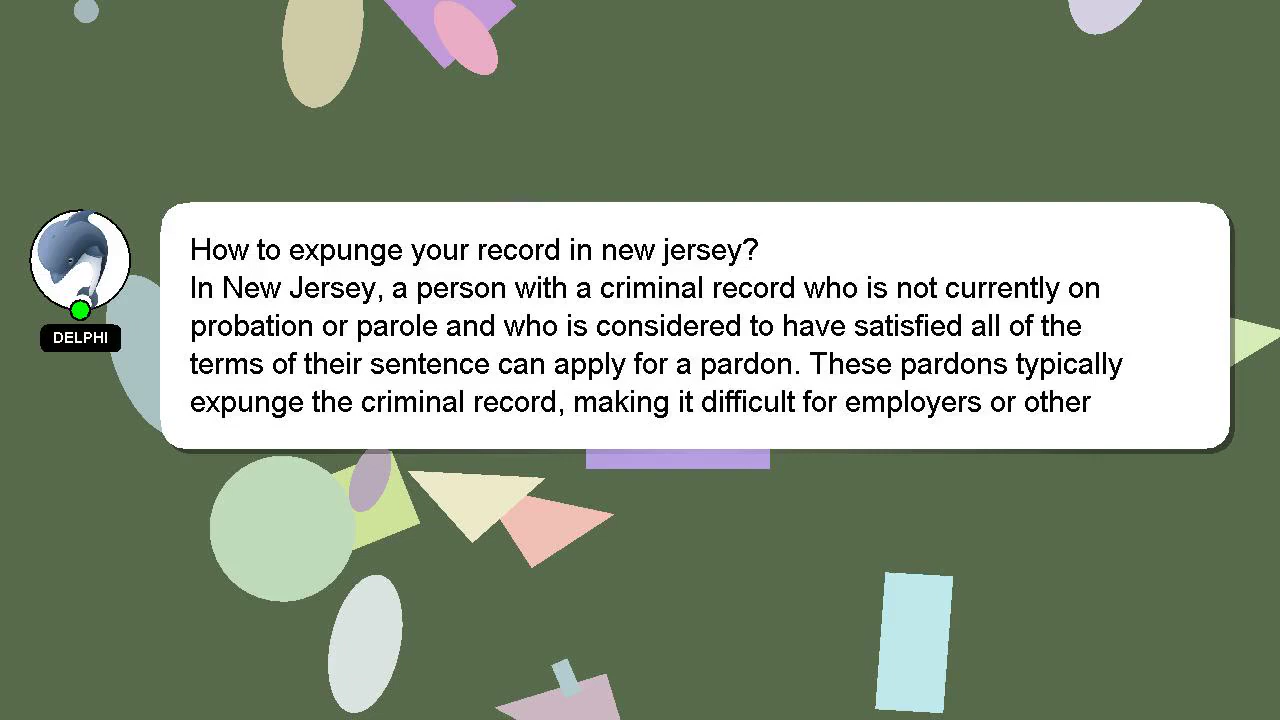 How to expunge your record in new jersey?
In New Jersey, a person with a criminal record who is not currently on
probation or parole and who is considered to have satisfied all of the
terms of their sentence can apply for a pardon. These pardons typically
expunge the criminal record, making it difficult for employers or other
DELPHI